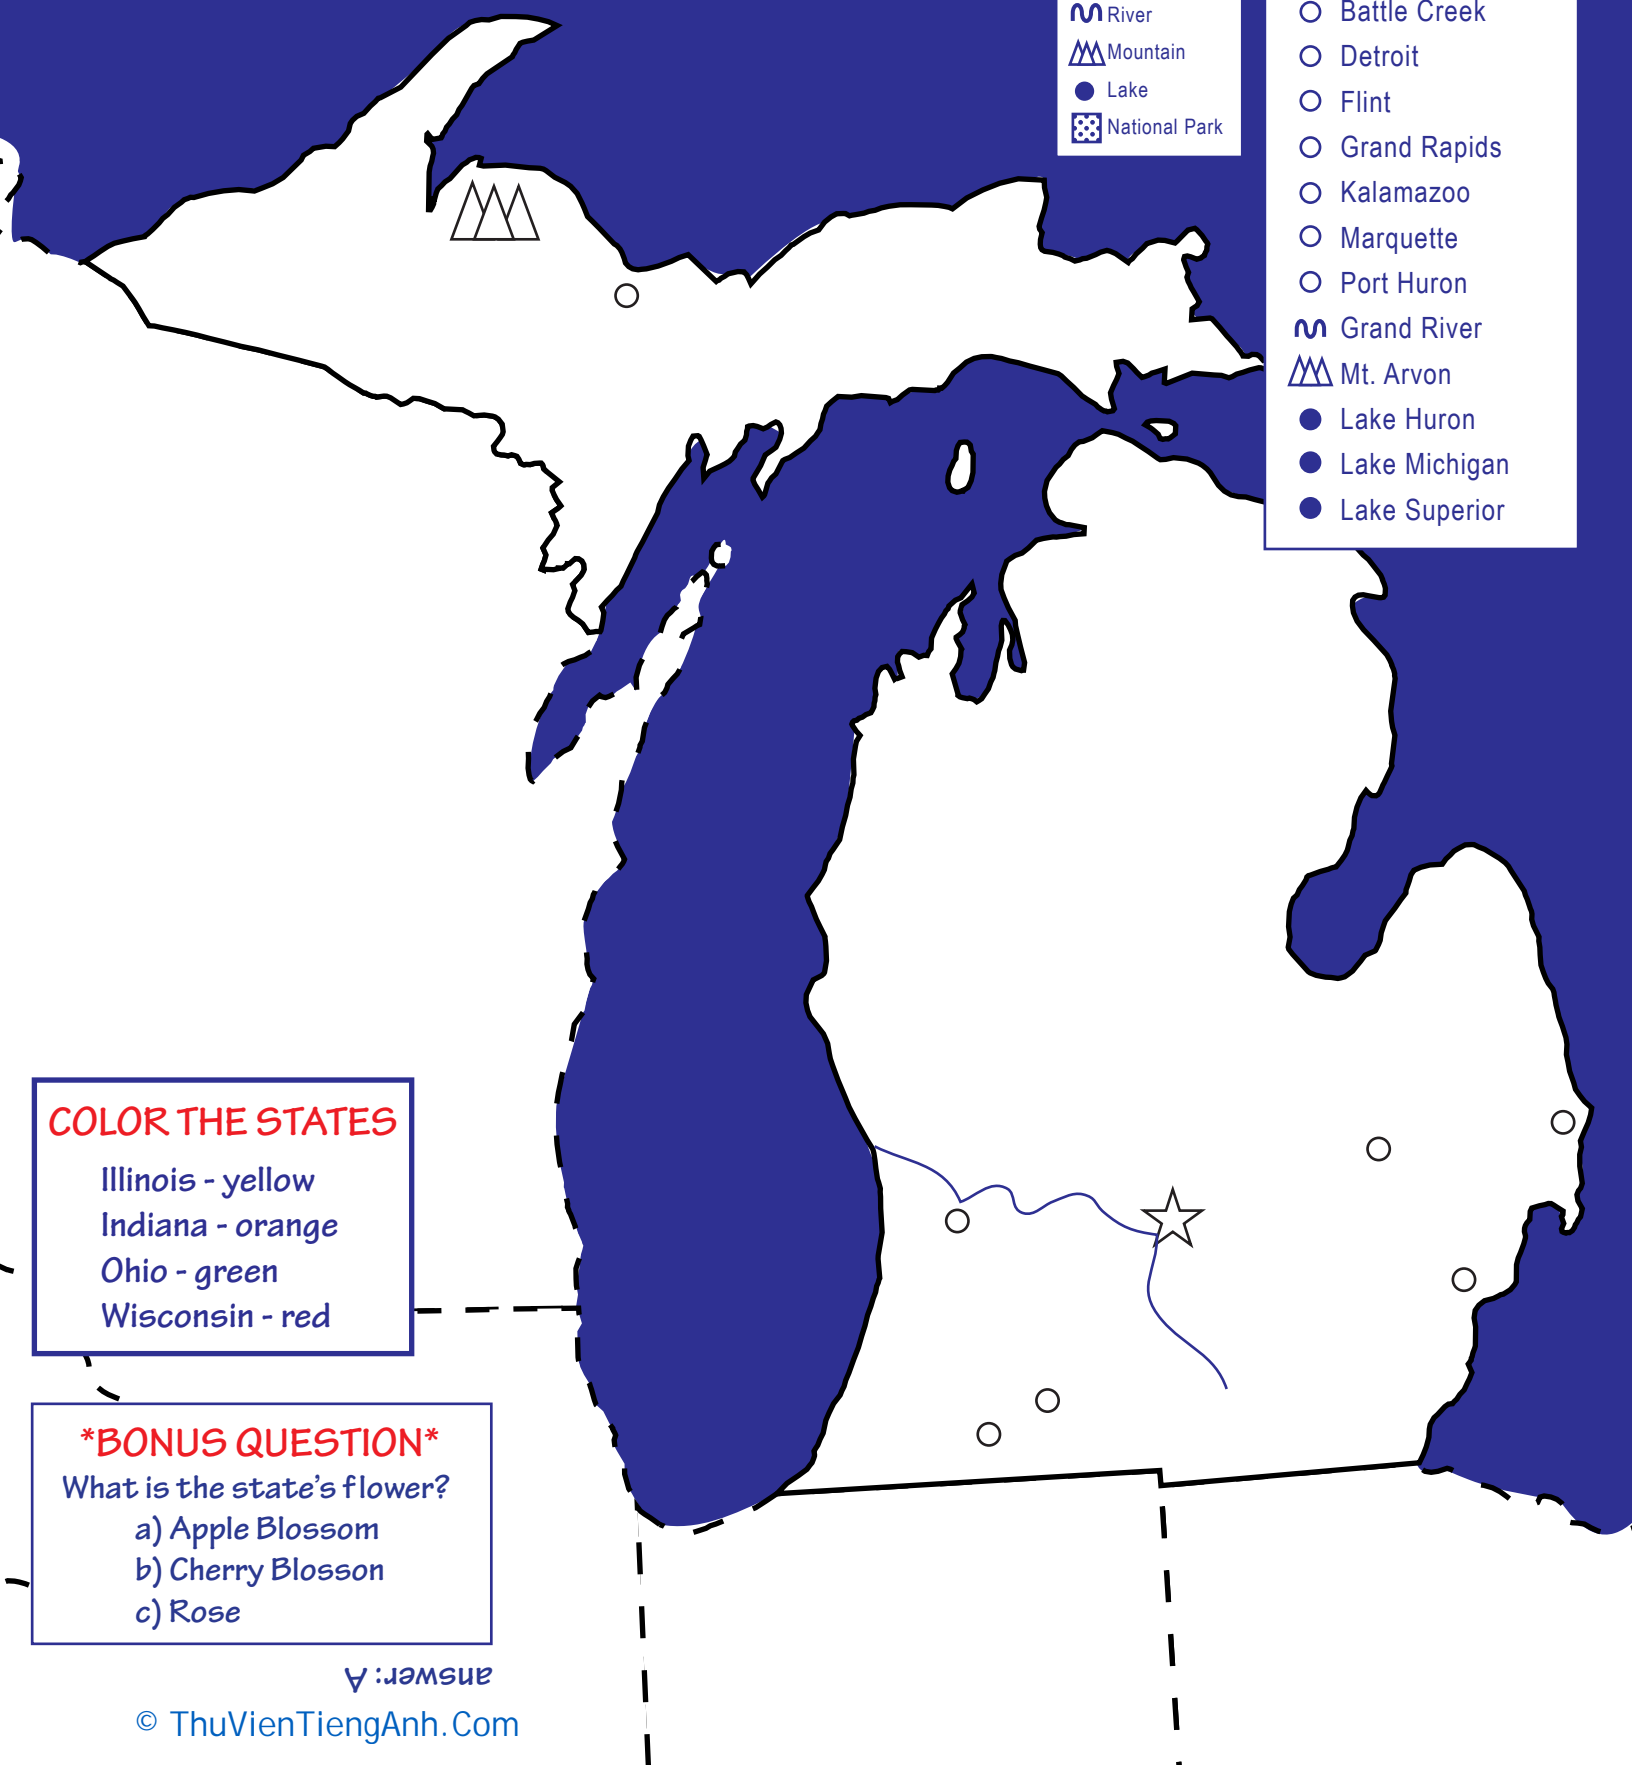 River
Mountain
Lake
National Park
Battle Creek
Detroit
Flint
Grand Rapids
Kalamazoo
Marquette
Port Huron
Grand River
Mt. Arvon
Lake Huron
Lake Michigan
Lake Superior
COLOR THE STATES
Illinois - yellow
Indiana - orange
Ohio - green
Wisconsin - red
*BONUS QUESTION*
What is the state's flower?
a) Apple Blossom
b) Cherry Blosson
c) Rose
answer: A
© ThuVienTiengAnh.Com